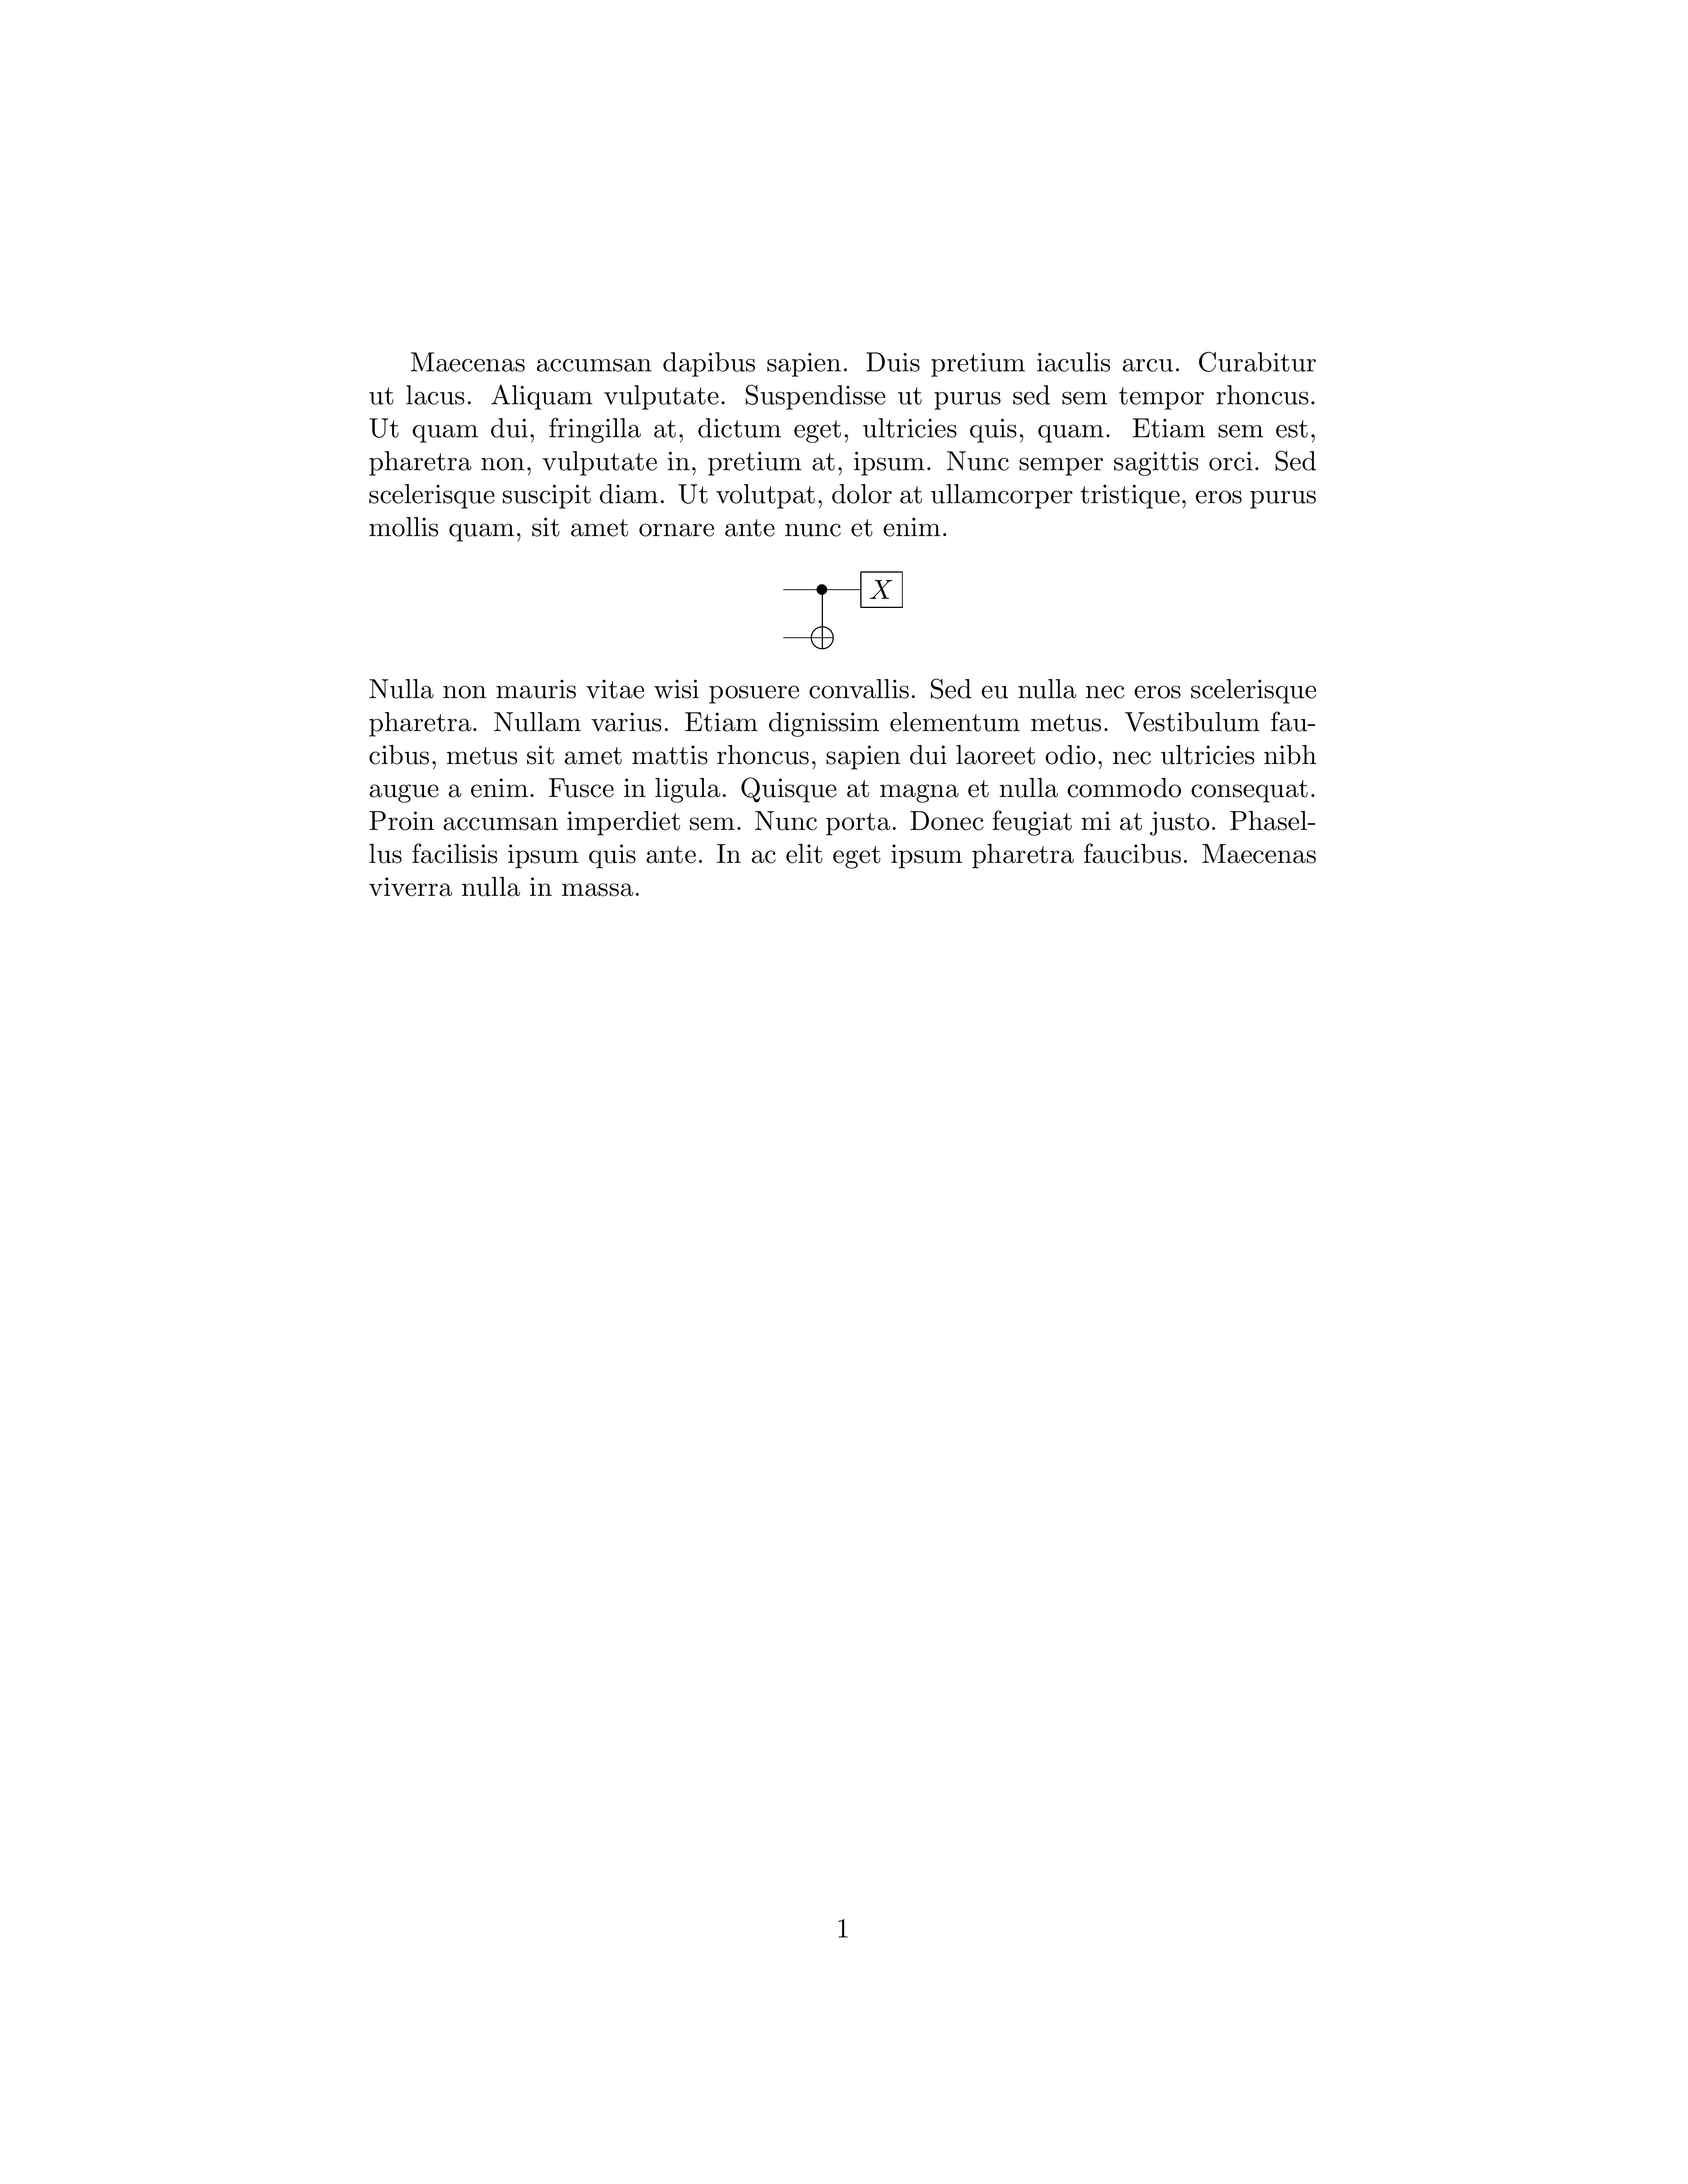 Maecenas accumsan dapibus sapien. Duis pretium iaculis arcu. Curabitur
ut lacus. Aliquam vulputate. Suspendisse ut purus sed sem tempor rhoncus.
Ut quam dui, fringilla at, dictum eget, ultricies quis, quam. Etiam sem est,
pharetra non, vulputate in, pretium at, ipsum. Nunc semper sagittis orci. Sed
scelerisque suscipit diam. Ut volutpat, dolor at ullamcorper tristique, eros purus
mollis quam, sit amet ornare ante nunc et enim.
X
Nulla non mauris vitae wisi posuere convallis. Sed eu nulla nec eros scelerisque
pharetra. Nullam varius. Etiam dignissim elementum metus. Vestibulum fau-
cibus, metus sit amet mattis rhoncus, sapien dui laoreet odio, nec ultricies nibh
augue a enim. Fusce in ligula. Quisque at magna et nulla commodo consequat.
Proin accumsan imperdiet sem. Nunc porta. Donec feugiat mi at justo. Phasel-
lus facilisis ipsum quis ante. In ac elit eget ipsum pharetra faucibus. Maecenas
viverra nulla in massa.
1